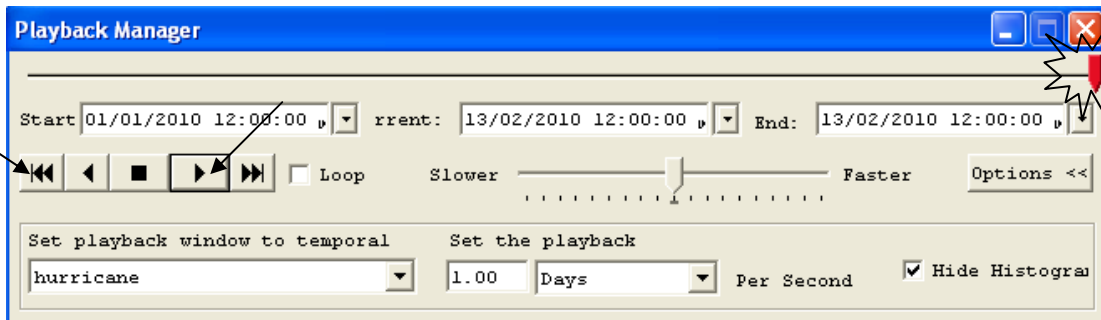 Playback Manager
Start 01/01/2010 12:00:00 rrent: 13/02/2010 12:00:00 End: 13/02/2010 12:00:00
Loop Slower Faster Options <<
Set playback window to temporal Set the playback
hurricane 1.00 Days Per Second Hide Histogra